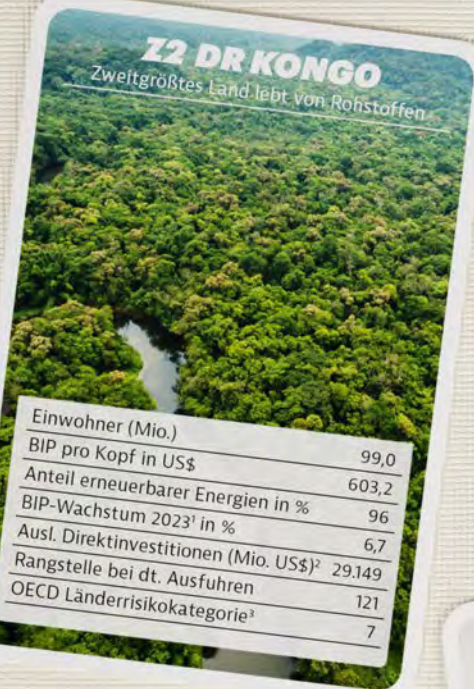 Z2 DR KONGO
Zweitgrößtes Land lebt von Rohstoffen
Einwohner (Mio.) 99,0
BIP pro Kopf in US$ 603,2
Anteil erneuerbarer Energien in % 96
BIP-Wachstum 2023¹ in % 6,7
Ausl. Direktinvestitionen (Mio. US$)² 29.149
Rangstelle bei dt. Ausfuhren 121
OECD Länderrisikokategorie³ 7